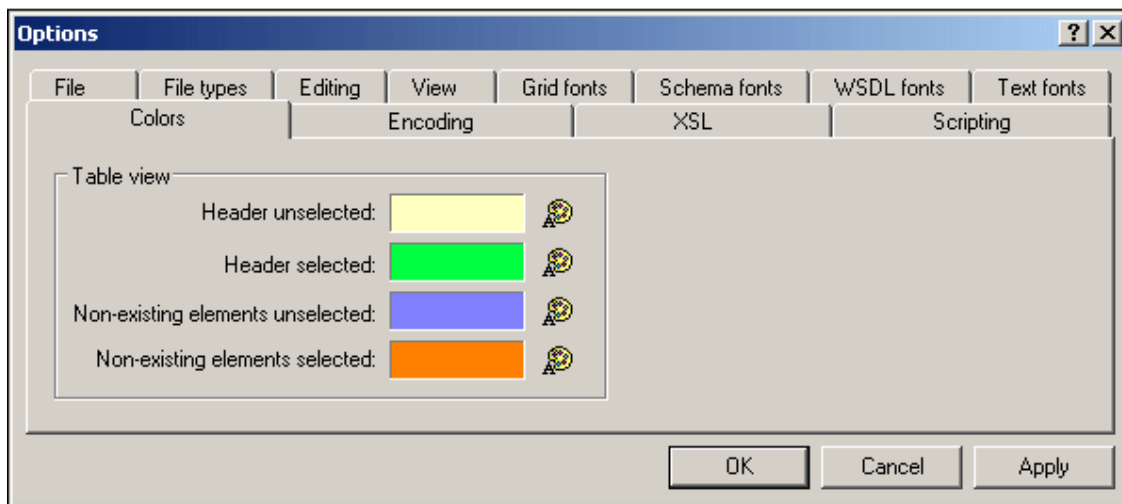 Options
File File types Editing View Grid fonts Schema fonts WSDL fonts Text fonts
Colors Encoding XSL Scripting
Table view
Header unselected:
Header selected:
Non-existing elements unselected:
Non-existing elements selected:
OK Cancel Apply